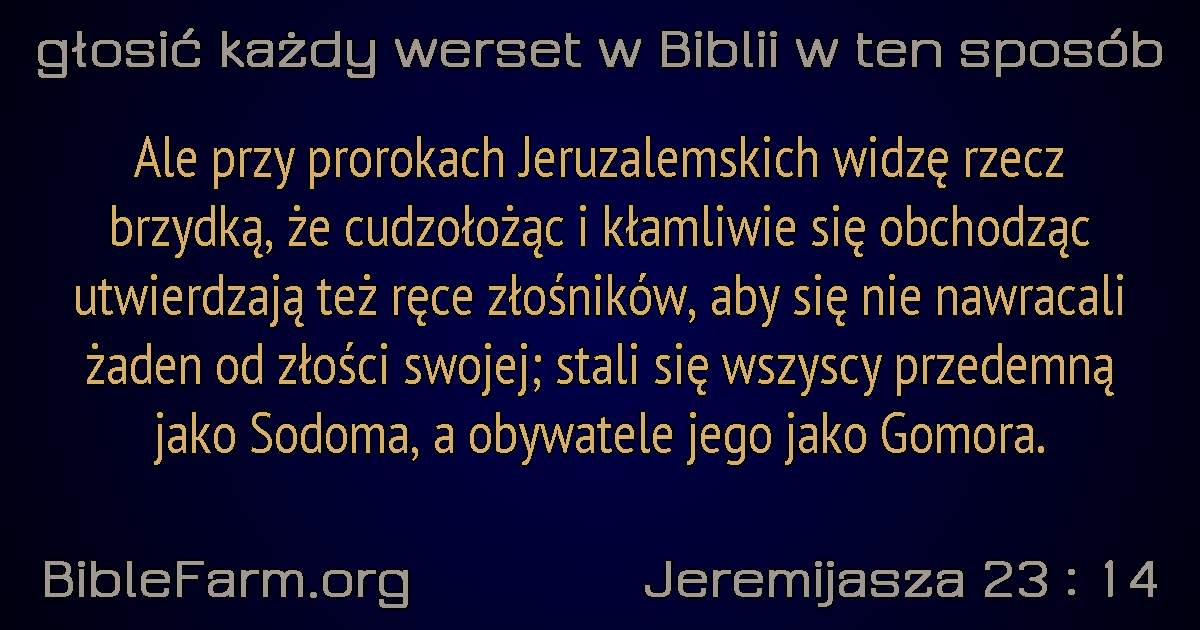 głosić każdy werset w Biblii w ten sposób
Ale przy prorokach Jeruzalemskich widzę rzecz
brzydką, że cudzołożąc i kłamliwie się obchodząc
utwierdzają też ręce złośników, aby się nie nawracali
żaden od złości swojej; stali się wszyscy przedemną
jako Sodoma, a obywatele jego jako Gomora.
BibleFarm.org
Jeremijasza 23 : 14